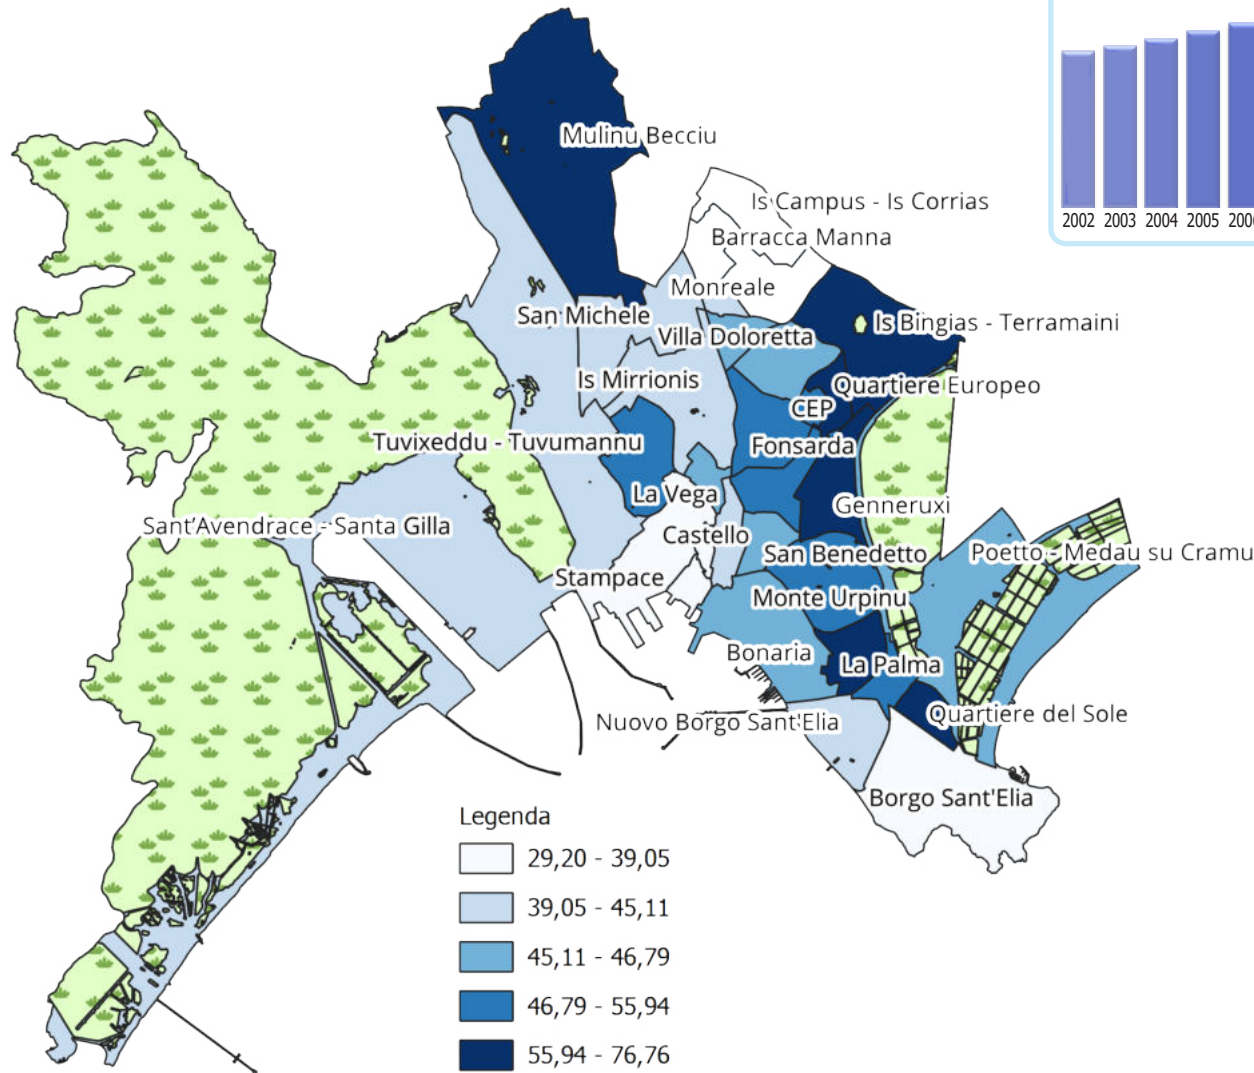 2002 2003 2004 2005
Mulinu Becciu
Is Campus - Is Corrias
Barracca Manna
Monreale
San Michele
Is Bingias - Terramaini
Villa Doloretta
Is Mirrionis
Quartiere Europeo
CEP
Tuvixeddu - Tuvumannu
Fonsarda
La Vega
Genneruxi
Sant'Avendrace - Santa Gilla
Castello
San Benedetto
Poetto - Medau su Cramu
Stampace
Monte Urpinu
Bonaria
La Palma
Nuovo Borgo Sant'Elia
Quartiere del Sole
Borgo Sant'Elia
Legenda
29,20 - 39,05
39,05 - 45,11
45,11 - 46,79
46,79 - 55,94
55,94 - 76,76